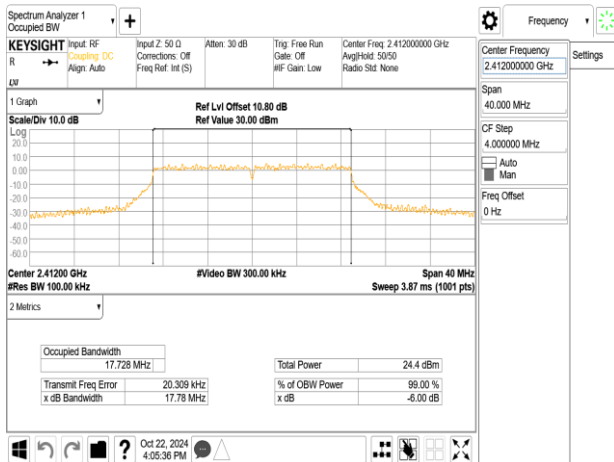 Spectrum Analyzer 1
Occupied BW
Frequency
KEYSIGHT
R
LXI
Input: RF
Coupling: DC
Align: Auto
Input Z: 50 Ω
Corrections: Off
Freq Ref: Int (S)
Atten: 30 dB
Trig: Free Run
Gate: Off
#IF Gain: Low
Center Freq: 2.412000000 GHz
Avg|Hold: 50/50
Radio Std: None
Center Frequency
2.412000000 GHz
Settings
Span
40.000 MHz
CF Step
4.000000 MHz
Auto
Man
Freq Offset
0 Hz
1 Graph
Scale/Div 10.0 dB
Ref Lvl Offset 10.80 dB
Ref Value 30.00 dBm
Log
20.0
10.0
0.00
-10.0
-20.0
-30.0
-40.0
-50.0
-60.0
Center 2.41200 GHz
#Res BW 100.00 kHz
#Video BW 300.00 kHz
Span 40 MHz
Sweep 3.87 ms (1001 pts)
2 Metrics
Occupied Bandwidth
17.728 MHz
Total Power 24.4 dBm
Transmit Freq Error 20.309 kHz
% of OBW Power 99.00 %
x dB Bandwidth 17.78 MHz
x dB -6.00 dB
?
Oct 22, 2024
4:05:36 PM